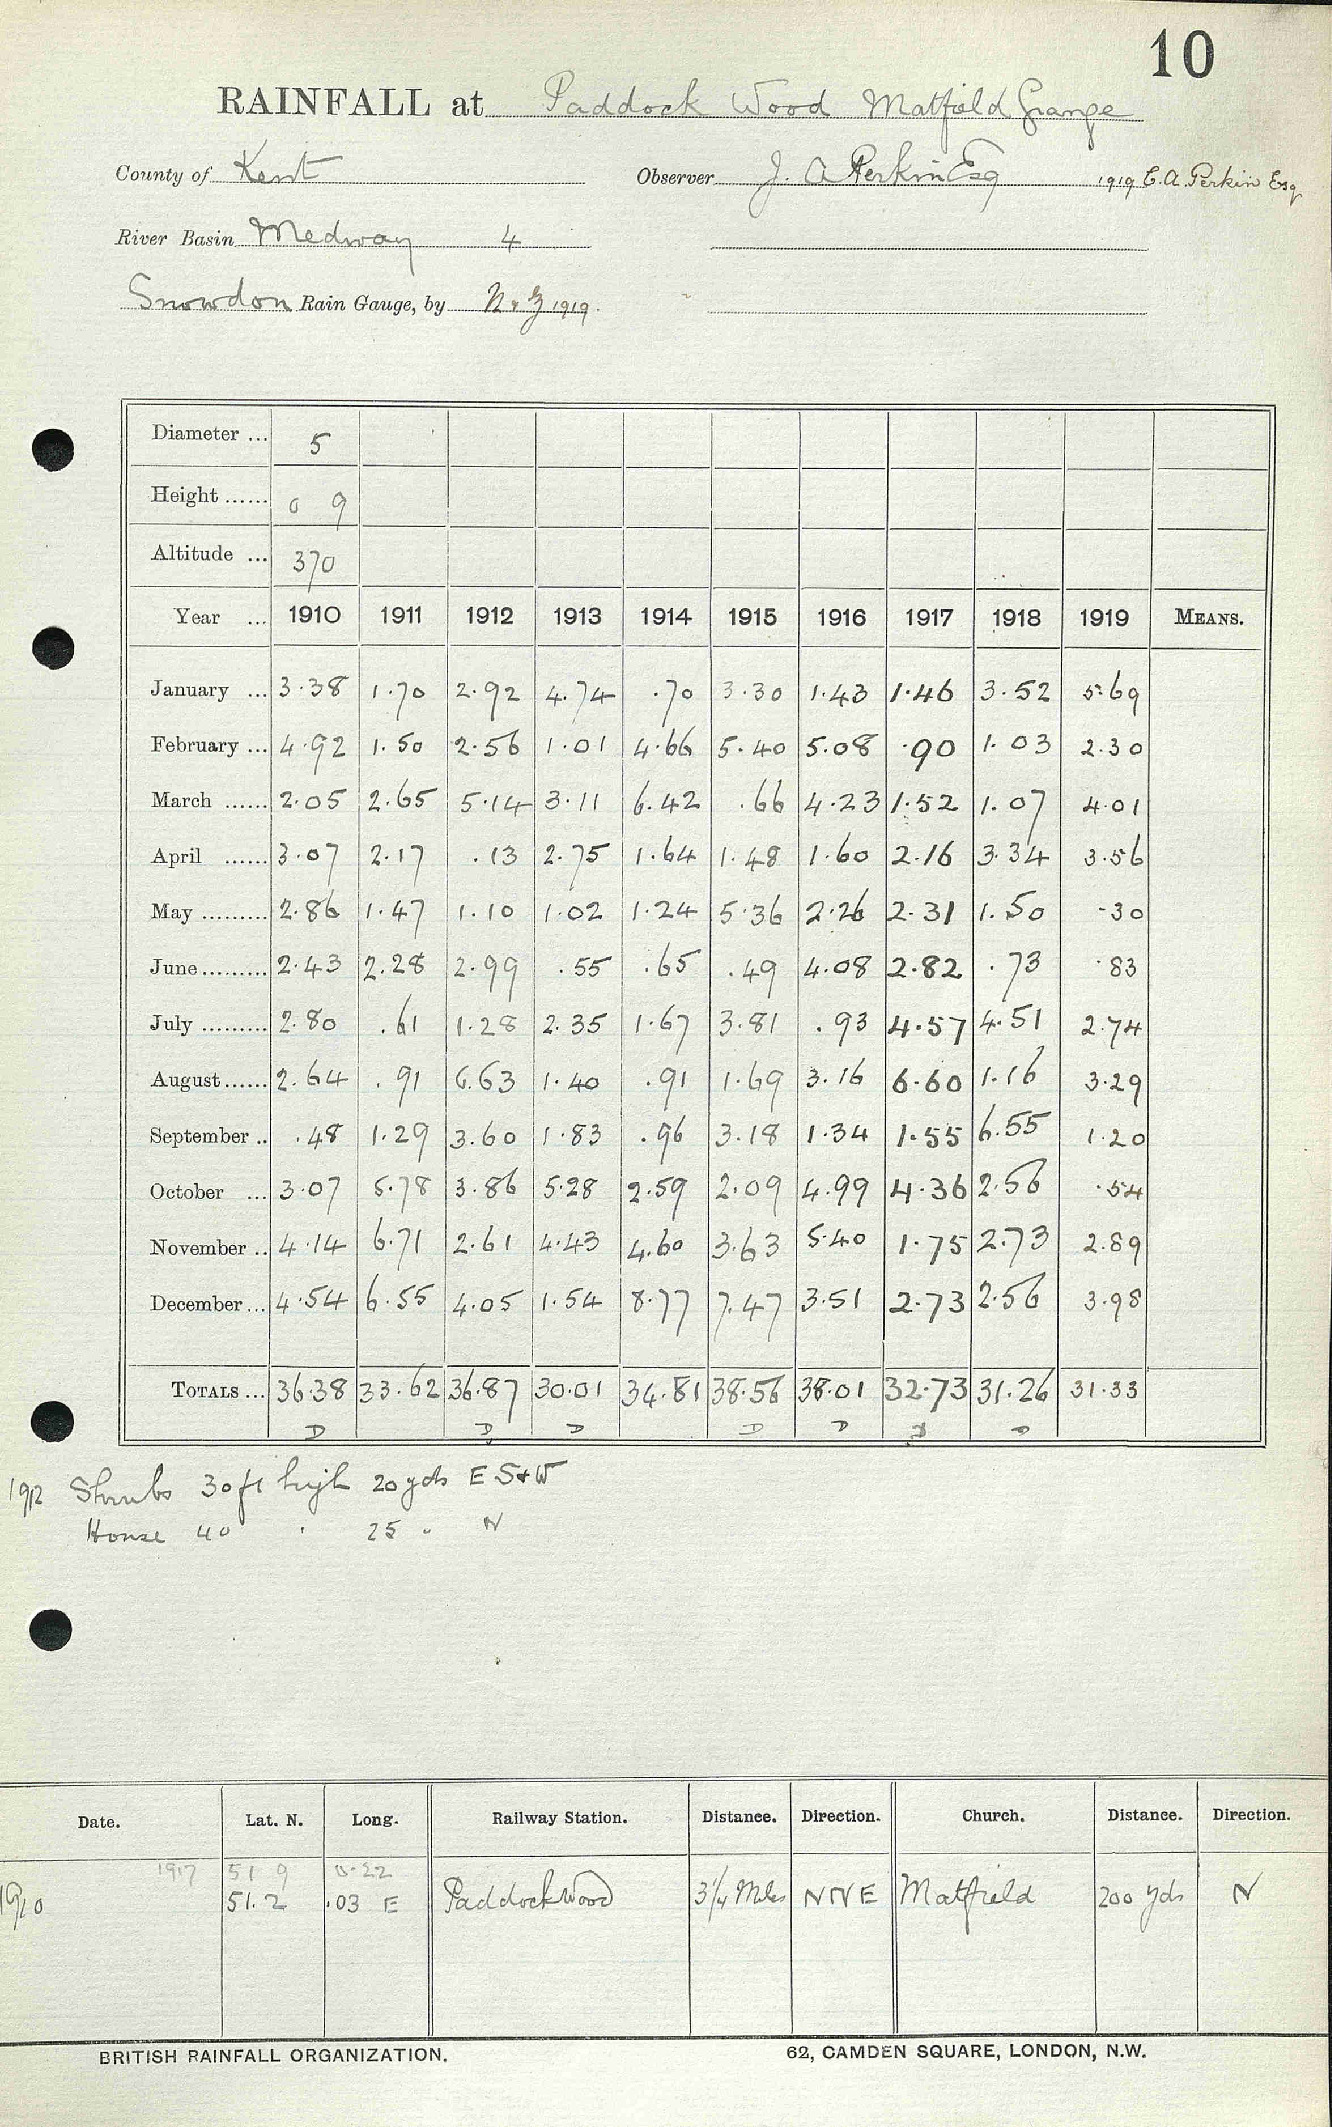 10
RAINFALL at Paddock Wood Matfield Grange
County of Kent Observer J. A Perkin Esq 1919 E.A. Perkin Esq
River Basin Medway 4
Snowdon Rain Gauge, by N & Z 1919.
Diameter ... 5
Height ...... 0 9
Altitude ... 370
Year ... 1910 1911 1912 1913 1914 1915 1916 1917 1918 1919 MEANS.
January ... 3.38 1.70 2.92 4.74 .70 3.30 1.43 1.46 3.52 5.69
February ... 4.92 1.50 2.56 1.01 4.66 5.40 5.08 .90 1.03 2.30
March ...... 2.05 2.65 5.14 3.11 6.42 .66 4.23 1.52 1.07 4.01
April ...... 3.07 2.17 .13 2.75 1.64 1.48 1.60 2.16 3.34 3.56
May ......... 2.86 1.47 1.10 1.02 1.24 5.36 2.26 2.31 1.50 .30
June ......... 2.43 2.28 2.99 .55 .65 .49 4.08 2.82 .73 .83
July ......... 2.80 .61 1.28 2.35 1.67 3.81 .93 4.57 4.51 2.74
August ...... 2.64 .91 6.63 1.40 .91 1.69 3.16 6.60 1.16 3.29
September .. .48 1.29 3.60 1.83 .96 3.18 1.34 1.55 6.55 1.20
October ... 3.07 5.78 3.86 5.28 2.59 2.09 4.99 4.36 2.56 .54
November .. 4.14 6.71 2.61 4.43 4.60 3.63 5.40 1.75 2.73 2.89
December ... 4.54 6.55 4.05 1.54 8.77 7.47 3.51 2.73 2.56 3.98
TOTALS ... 36.38 33.62 36.87 30.01 34.81 38.56 38.01 32.73 31.26 31.33
D D D D D D D
1912 Shrubs 30ft high 20 yds E S & W
House 40 " 25 " N
Date. Lat. N. Long. Railway Station. Distance. Direction. Church. Distance. Direction.
1917 51 9 0.22
1910 51.2 .03 E Paddock Wood 3¼ Miles NNE Matfield 200 yds N
BRITISH RAINFALL ORGANIZATION. 62, CAMDEN SQUARE, LONDON, N.W.